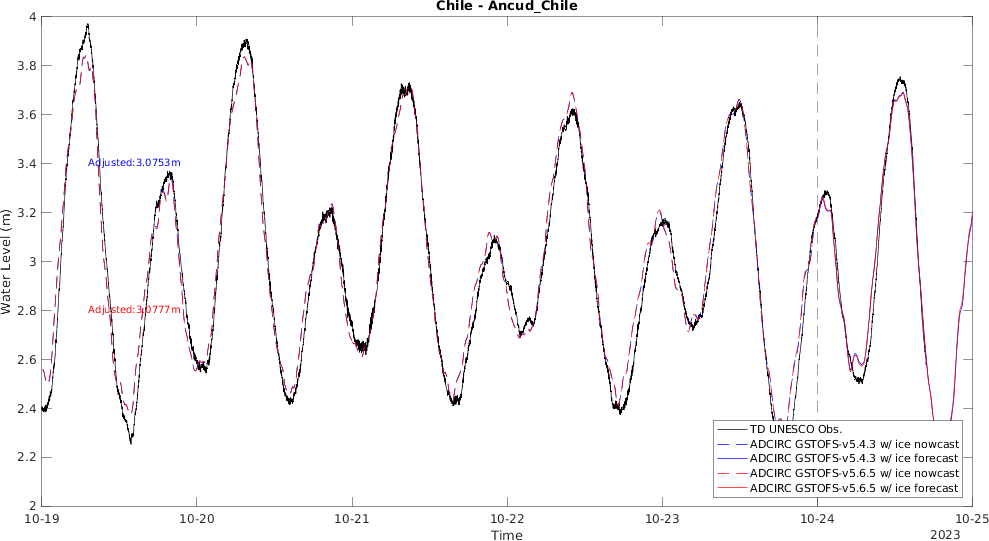 Chile - Ancud_Chile
4
3.8
3.6
3.4
3.2
3
2.8
2.6
2.4
2.2
2
Water Level (m)
Adjusted:3.0753m
Adjusted:3.0777m
TD UNESCO Obs.
ADCIRC GSTOFS-v5.4.3 w/ ice nowcast
ADCIRC GSTOFS-v5.4.3 w/ ice forecast
ADCIRC GSTOFS-v5.6.5 w/ ice nowcast
ADCIRC GSTOFS-v5.6.5 w/ ice forecast
10-19 10-20 10-21 10-22 10-23 10-24 10-25
Time
2023